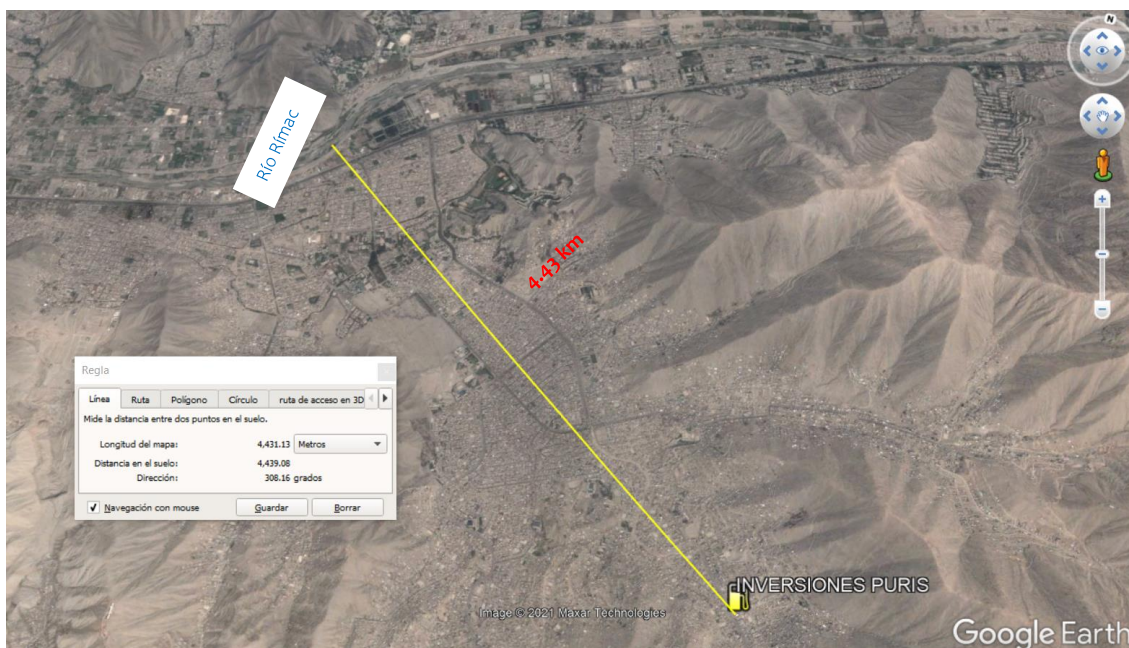 N
Río Rímac
4.43 km
Regla
Línea
Ruta
Polígono
Círculo
ruta de acceso en 3D
Mide la distancia entre dos puntos en el suelo.
Longitud del mapa: 4,431.13 Metros
Distancia en el suelo: 4,439.08
Dirección: 308.16 grados
Navegación con mouse
Guardar
Borrar
INVERSIONES PURIS
Image © 2021 Maxar Technologies
Google Earth